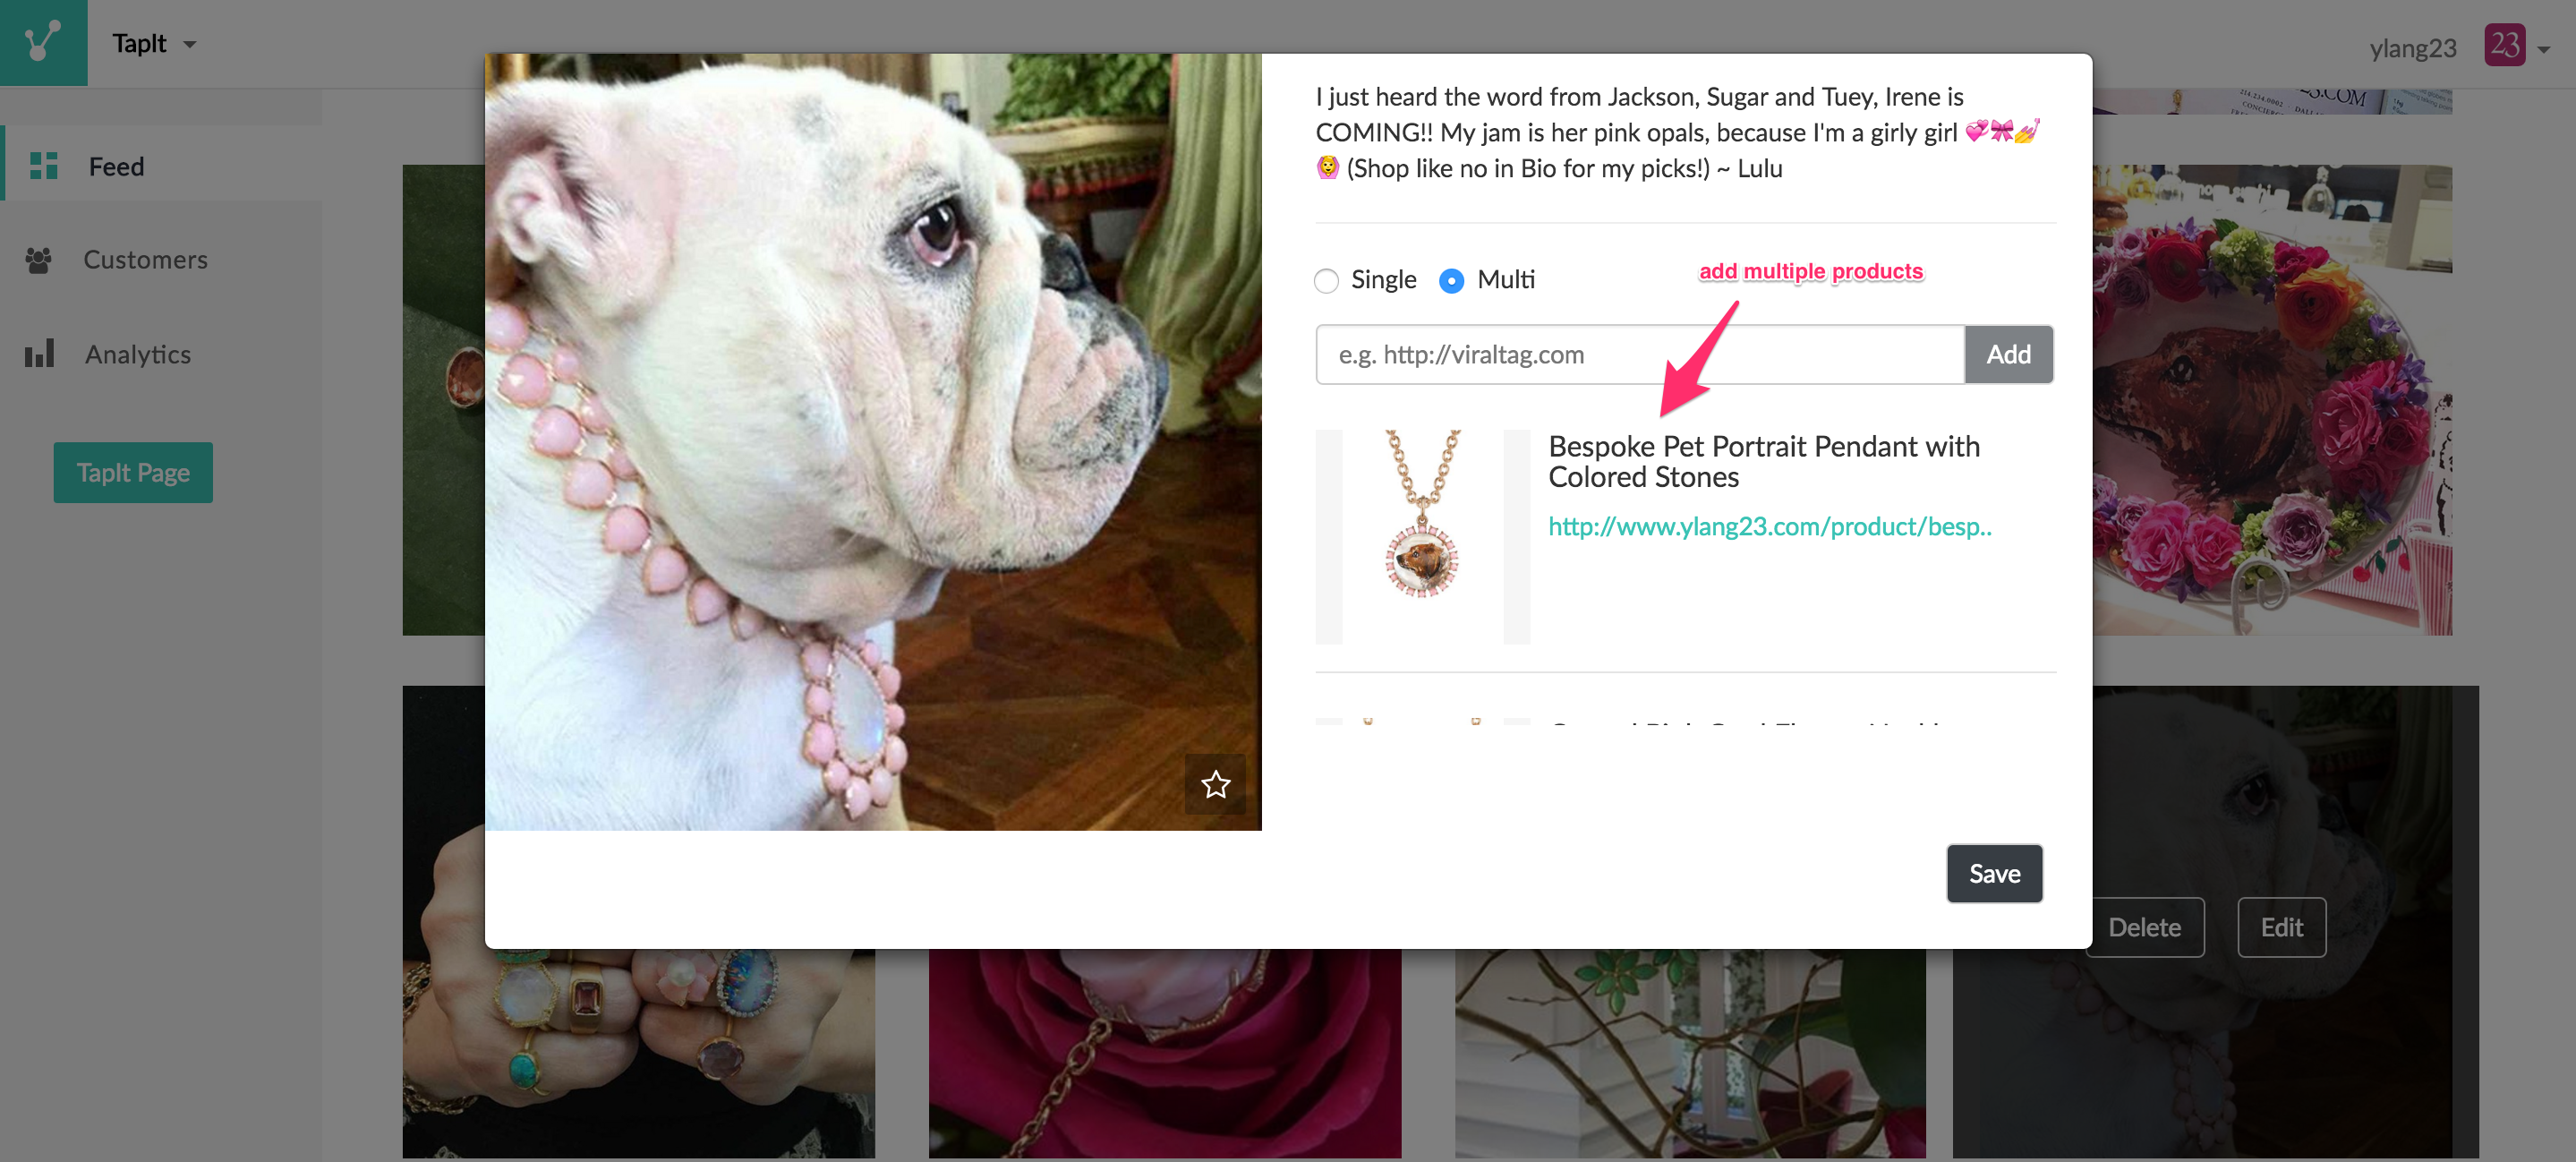 TapIt
ylang23
23
Feed
Customers
Analytics
TapIt Page
I just heard the word from Jackson, Sugar and Tuey, Irene is
COMING!! My jam is her pink opals, because I'm a girly girl 💞🎀💅
🙆 (Shop like no in Bio for my picks!) ~ Lulu
Single
Multi
add multiple products
e.g. http://viraltag.com
Add
Bespoke Pet Portrait Pendant with
Colored Stones
http://www.ylang23.com/product/besp..
Save
Delete
Edit